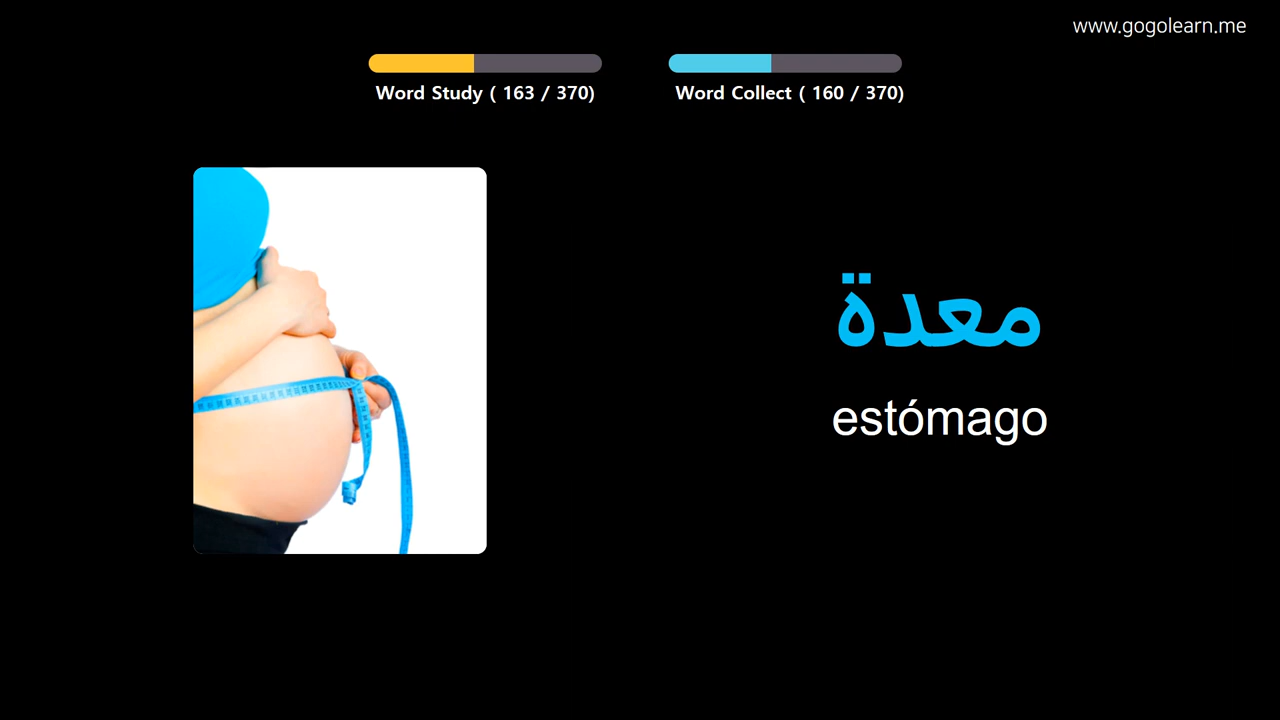 www.gogolearn.me
Word Study ( 163 / 370)
Word Collect ( 160 / 370)
معدة
estómago